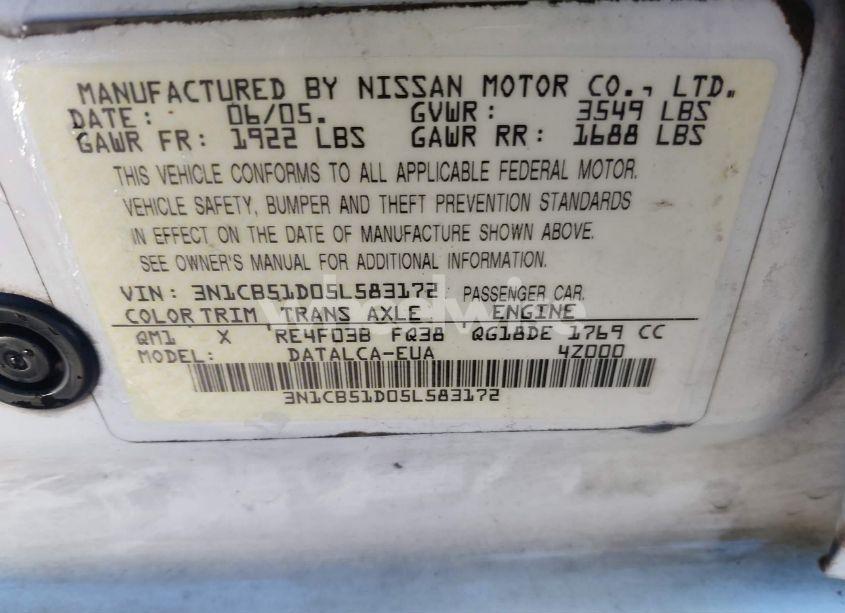 MANUFACTURED BY NISSAN MOTOR CO., LTD.
DATE: 06/05. GVWR: 3549 LBS
GAWR FR: 1922 LBS GAWR RR: 1688 LBS
THIS VEHICLE CONFORMS TO ALL APPLICABLE FEDERAL MOTOR.
VEHICLE SAFETY, BUMPER AND THEFT PREVENTION STANDARDS
IN EFFECT ON THE DATE OF MANUFACTURE SHOWN ABOVE.
SEE OWNER'S MANUAL FOR ADDITIONAL INFORMATION.
VIN: 3N1CB51D05L583172 PASSENGER CAR.
COLOR TRIM TRANS AXLE ENGINE
QM1 X RE4F03B FQ38 QG18DE 1769 CC
MODEL: DATALCA-EUA 4Z000
3N1CB51D05L583172